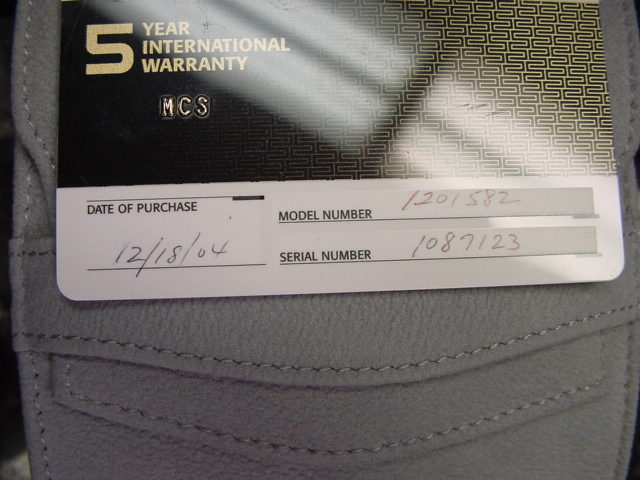 5 YEAR
INTERNATIONAL
WARRANTY
MCS
DATE OF PURCHASE
12/18/04
MODEL NUMBER 1201582
SERIAL NUMBER 1087123